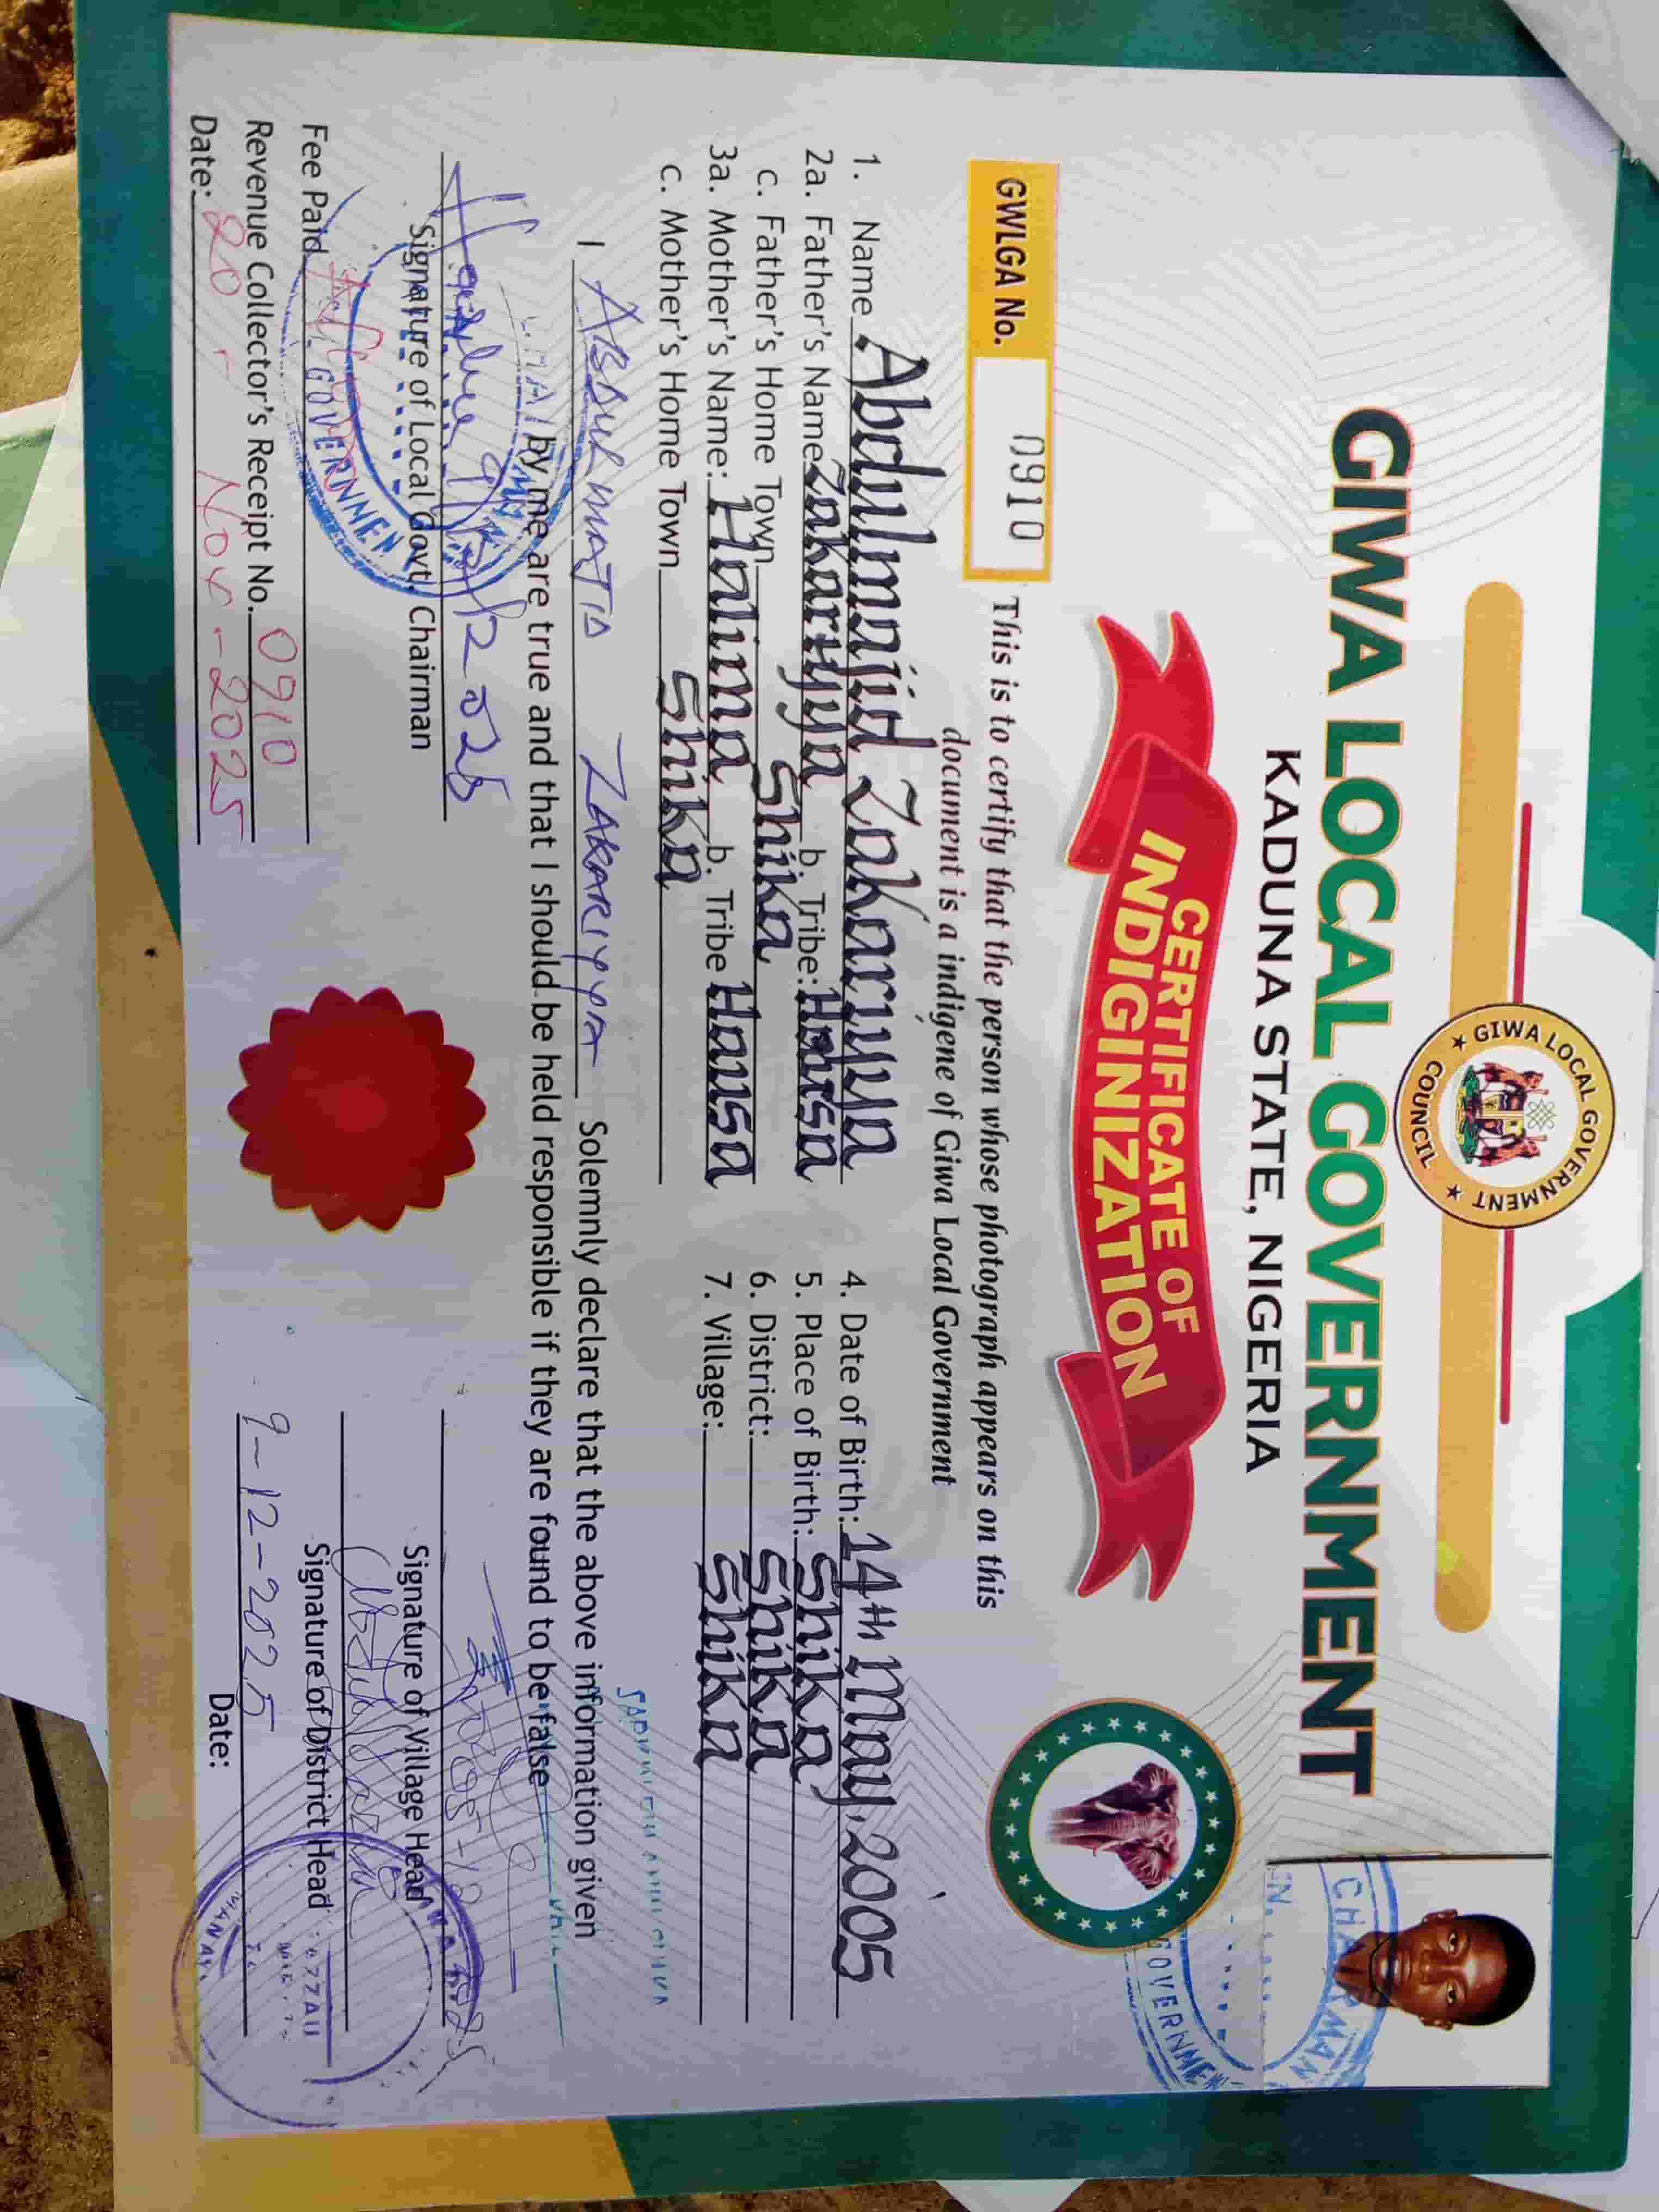 GIWA LOCAL GOVERNMENT
COUNCIL
GIWA LOCAL GOVERNMENT
KADUNA STATE, NIGERIA
CERTIFICATE OF
INDIGINIZATION
CHAIRMAN
GOVERNMEN
GWLGA No. 0910
This is to certify that the person whose photograph appears on this
document is a indigene of Giwa Local Government
1. Name Abdulmajid Zakariyya
2a. Father's Name Zakariyya b. Tribe: Hausa
c. Father's Home Town Shika
3a. Mother's Name: Halima b. Tribe Hausa
c. Mother's Home Town Shika
4. Date of Birth: 14th May, 2005
5. Place of Birth: Shika
6. District: Shika
7. Village: Shika
I ABDULMAJID ZAKARIYYA Solemnly declare that the above information given
by me are true and that I should be held responsible if they are found to be false
9/12/2025
Signature of Local Govt. Chairman
GOVERNMEN
Fee Paid
Revenue Collector's Receipt No. 0910
Date: 20 - Nov - 2025
Signature of Village Head
Signature of District Head
9-12-2025
Date: